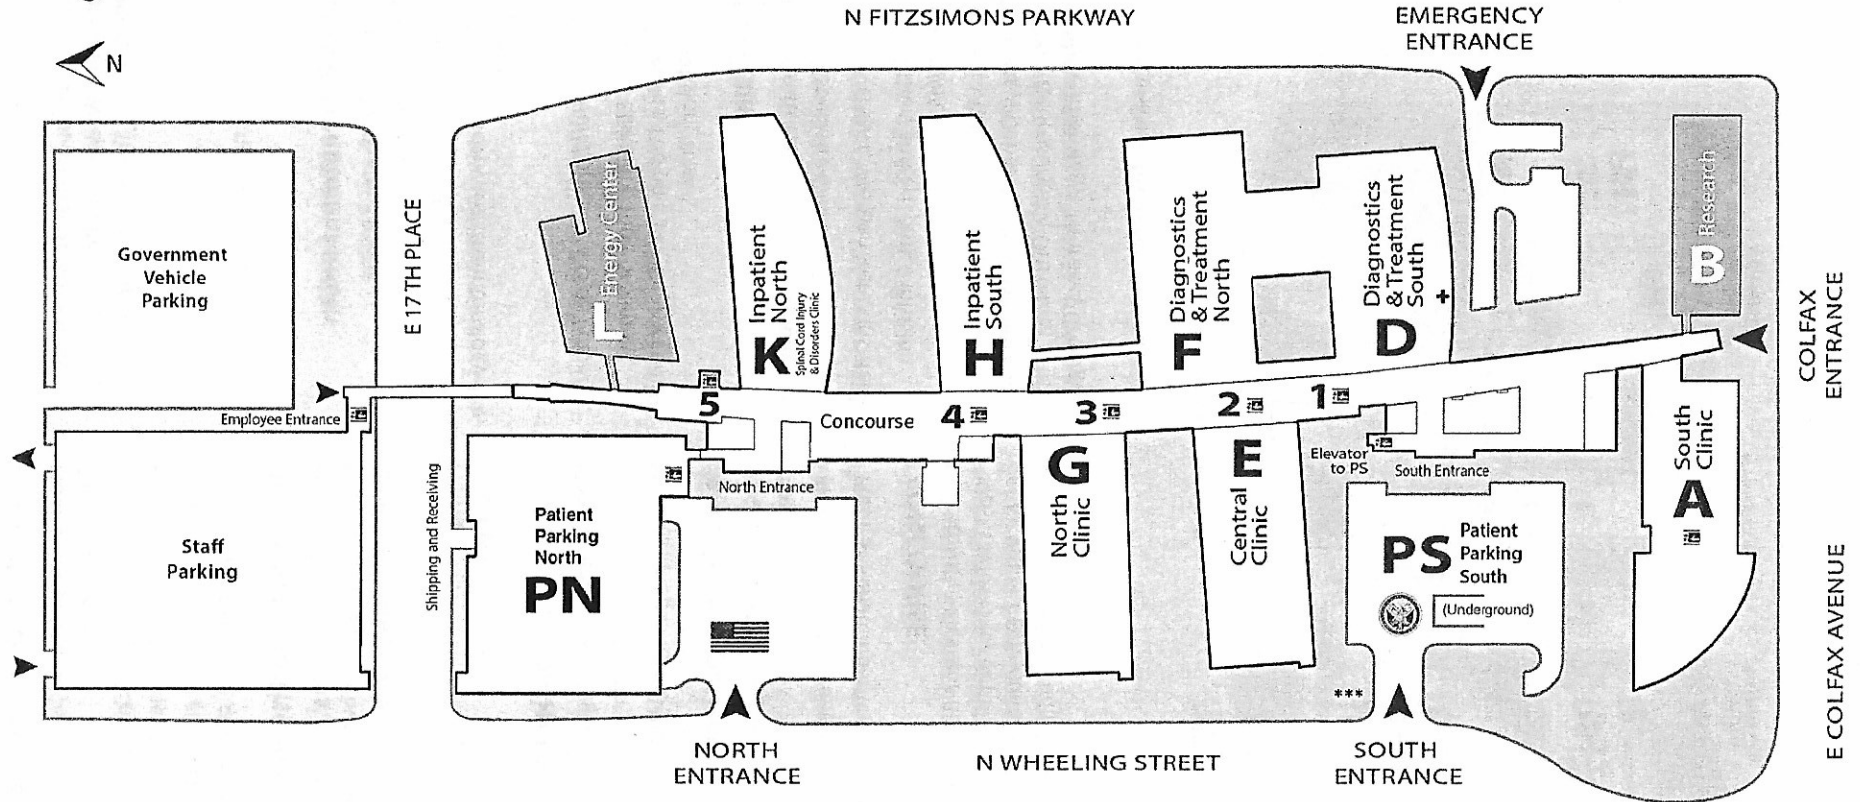 N FITZSIMONS PARKWAY
EMERGENCY
ENTRANCE
N
Government
Vehicle
Parking
E 17TH PLACE
L Energy Center
Inpatient
North
K
Spinal Cord Injury
& Disorders Clinic
Inpatient
South
H
Diagnostics
& Treatment
North
F
Diagnostics
& Treatment
South
D
B Research
COLFAX
ENTRANCE
Employee Entrance
5
Concourse
4
3
2
1
Shipping and Receiving
Staff
Parking
Patient
Parking
North
PN
North Entrance
G
North
Clinic
E
Central
Clinic
Elevator
to PS
South Entrance
PS
Patient
Parking
South
(Underground)
South
Clinic
A
***
E COLFAX AVENUE
NORTH
ENTRANCE
N WHEELING STREET
SOUTH
ENTRANCE